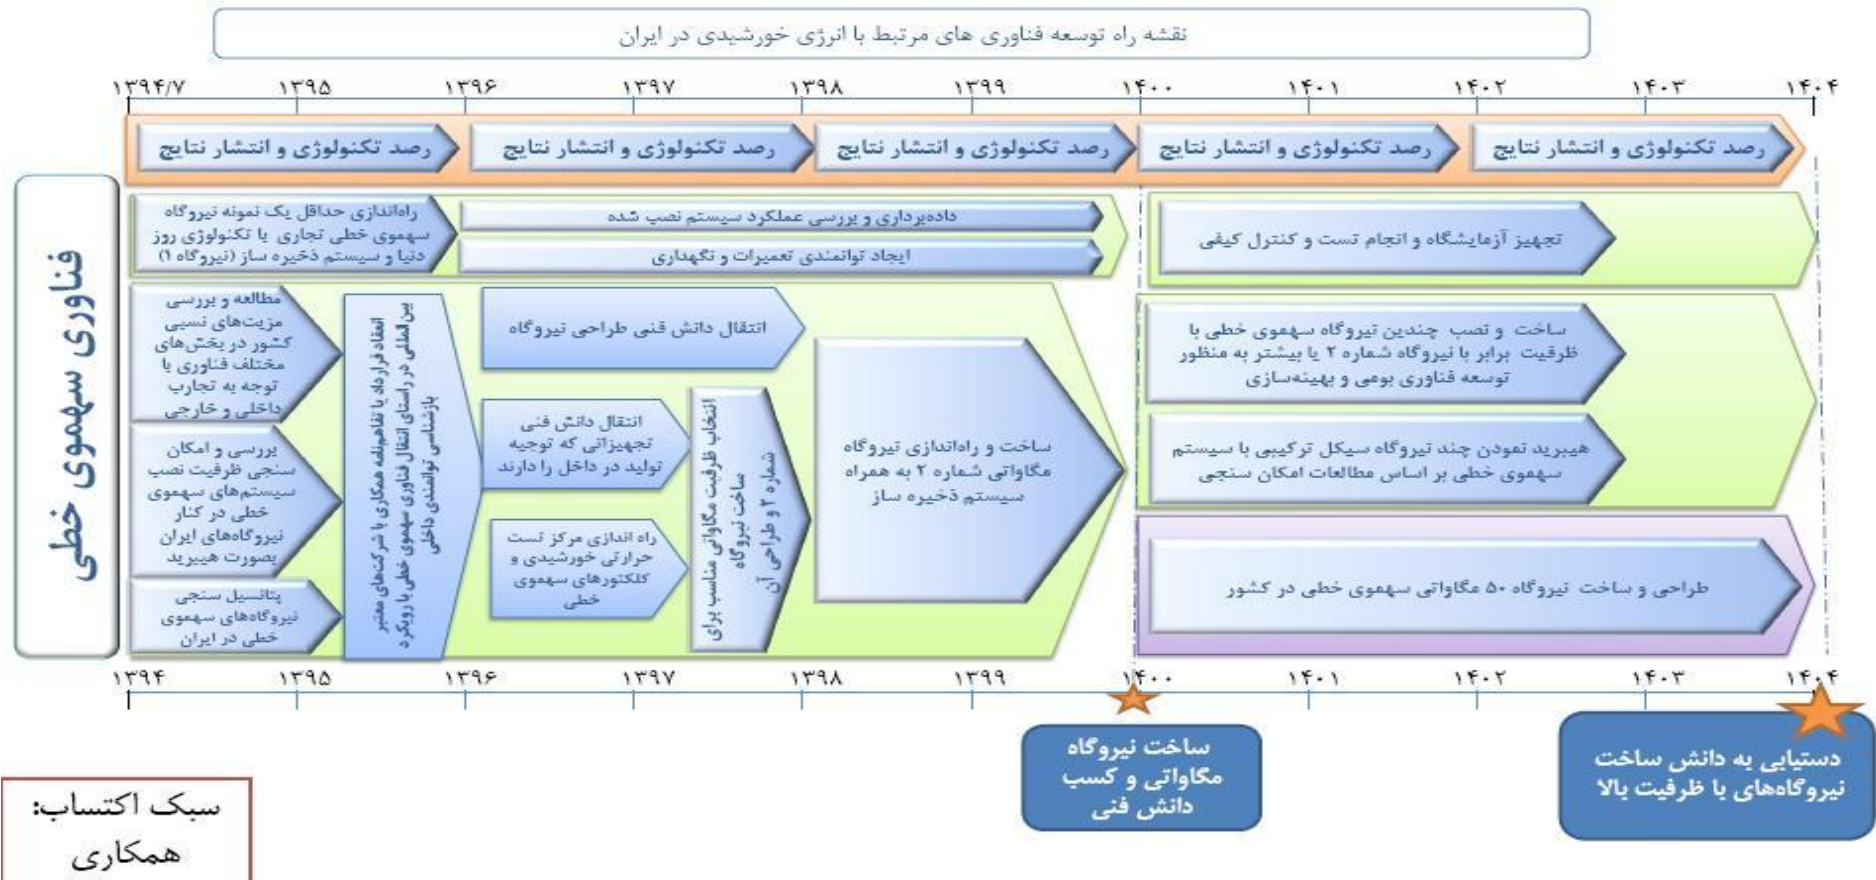 نقشه راه توسعه فناوری های مرتبط با انرژی خورشیدی در ایران
۱۳۹۴/۷
۱۳۹۵
۱۳۹۶
۱۳۹۷
۱۳۹۸
۱۳۹۹
۱۴۰۰
۱۴۰۱
۱۴۰۲
۱۴۰۳
۱۴۰۴
رصد تکنولوژی و انتشار نتایج
رصد تکنولوژی و انتشار نتایج
رصد تکنولوژی و انتشار نتایج
رصد تکنولوژی و انتشار نتایج
رصد تکنولوژی و انتشار نتایج
فناوری سهموی خطی
راه‌اندازی حداقل یک نمونه نیروگاه
سهموی خطی تجاری با تکنولوژی روز
دنیا و سیستم ذخیره ساز (نیروگاه ۱)
داده‌برداری و بررسی عملکرد سیستم نصب شده
ایجاد توانمندی تعمیرات و نگهداری
تجهیز آزمایشگاه و انجام تست و کنترل کیفی
مطالعه و بررسی
مزیت‌های نسبی
کشور در بخش‌های
مختلف فناوری با
توجه به تجارب
داخلی و خارجی
بررسی و امکان
سنجی ظرفیت نصب
سیستم‌های سهموی
خطی در کنار
نیروگاه‌های ایران
بصورت هیبرید
پتانسیل سنجی
نیروگاه‌های سهموی
خطی در ایران
انعقاد قرارداد یا تفاهم‌نامه همکاری با شرکت‌های معتبر
بین‌المللی در راستای انتقال فناوری سهموی خطی با رویکرد
بازشناسی توانمندی داخلی
انتقال دانش فنی طراحی نیروگاه
انتقال دانش فنی
تجهیزاتی که توجیه
تولید در داخل را دارند
راه اندازی مرکز تست
حرارتی خورشیدی و
کلکتورهای سهموی
خطی
انتخاب ظرفیت مگاواتی مناسب برای
ساخت نیروگاه
شماره ۲ و طراحی آن
ساخت و راه‌اندازی نیروگاه
مگاواتی شماره ۲ به همراه
سیستم ذخیره ساز
ساخت و نصب چندین نیروگاه سهموی خطی با
ظرفیت برابر با نیروگاه شماره ۲ یا بیشتر به منظور
توسعه فناوری بومی و بهینه‌سازی
هیبرید نمودن چند نیروگاه سیکل ترکیبی با سیستم
سهموی خطی بر اساس مطالعات امکان سنجی
طراحی و ساخت نیروگاه ۵۰ مگاواتی سهموی خطی در کشور
۱۳۹۴
۱۳۹۵
۱۳۹۶
۱۳۹۷
۱۳۹۸
۱۳۹۹
۱۴۰۰
۱۴۰۱
۱۴۰۲
۱۴۰۳
۱۴۰۴
ساخت نیروگاه
مگاواتی و کسب
دانش فنی
دستیابی به دانش ساخت
نیروگاه‌های با ظرفیت بالا
سبک اکتساب:
همکاری